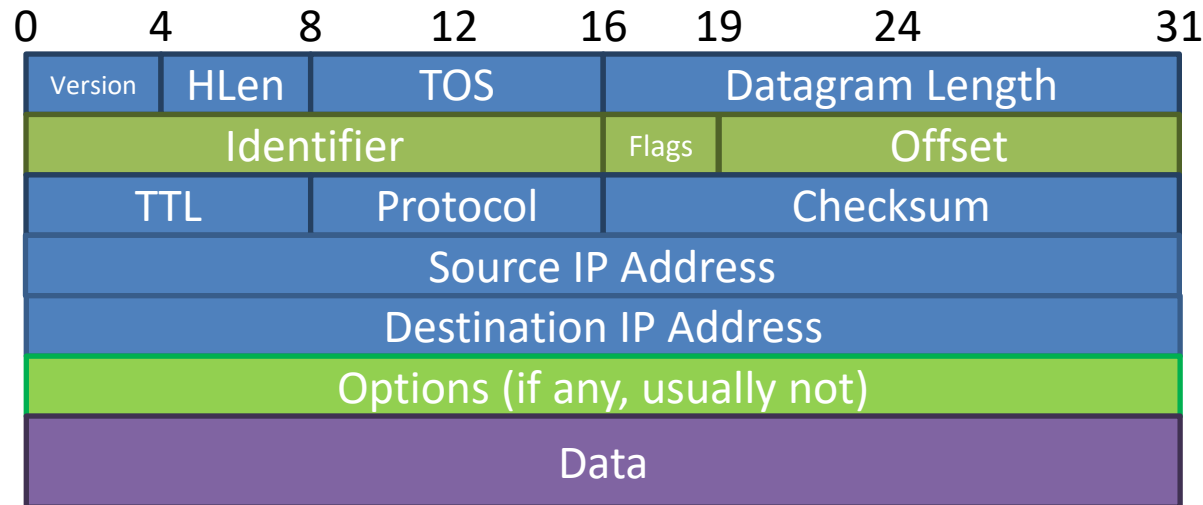 0 4 8 12 16 19 24 31
Version HLen TOS Datagram Length
Identifier Flags Offset
TTL Protocol Checksum
Source IP Address
Destination IP Address
Options (if any, usually not)
Data